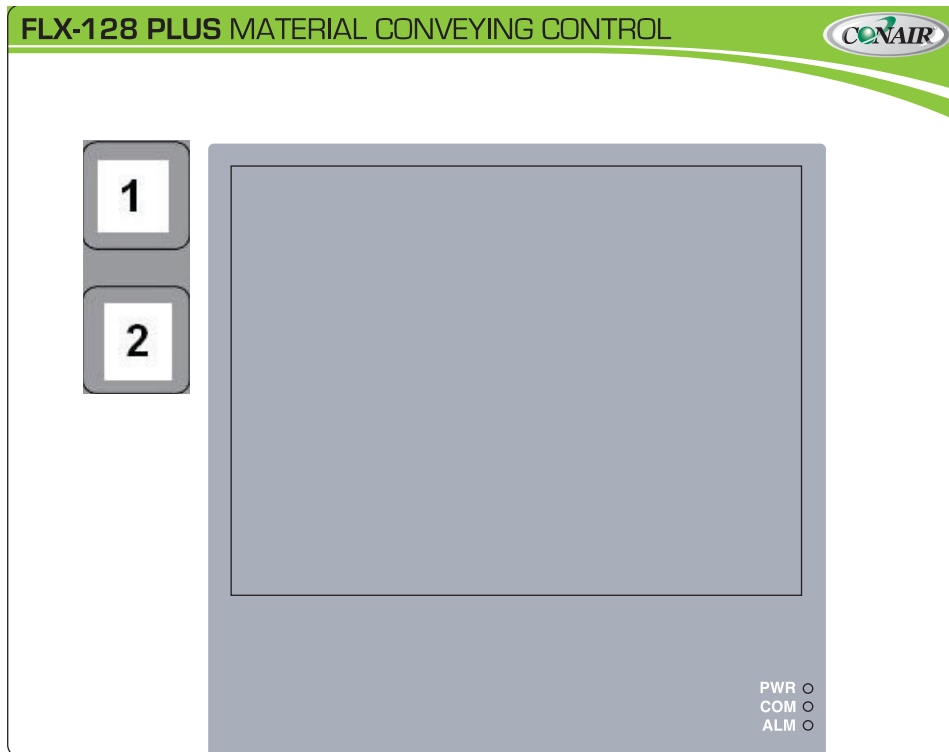 FLX-128 PLUS MATERIAL CONVEYING CONTROL
CONAIR
1
2
PWR
COM
ALM